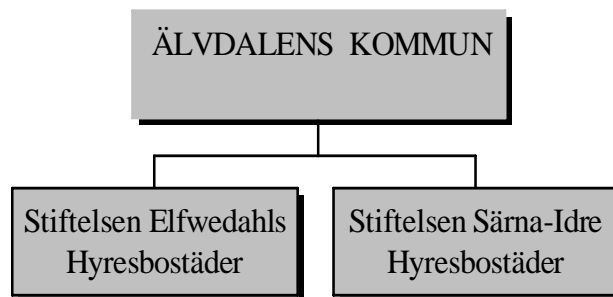 ÄLVDALENS KOMMUN
Stiftelsen Elfwedahls
Hyresbostäder
Stiftelsen Särna-Idre
Hyresbostäder